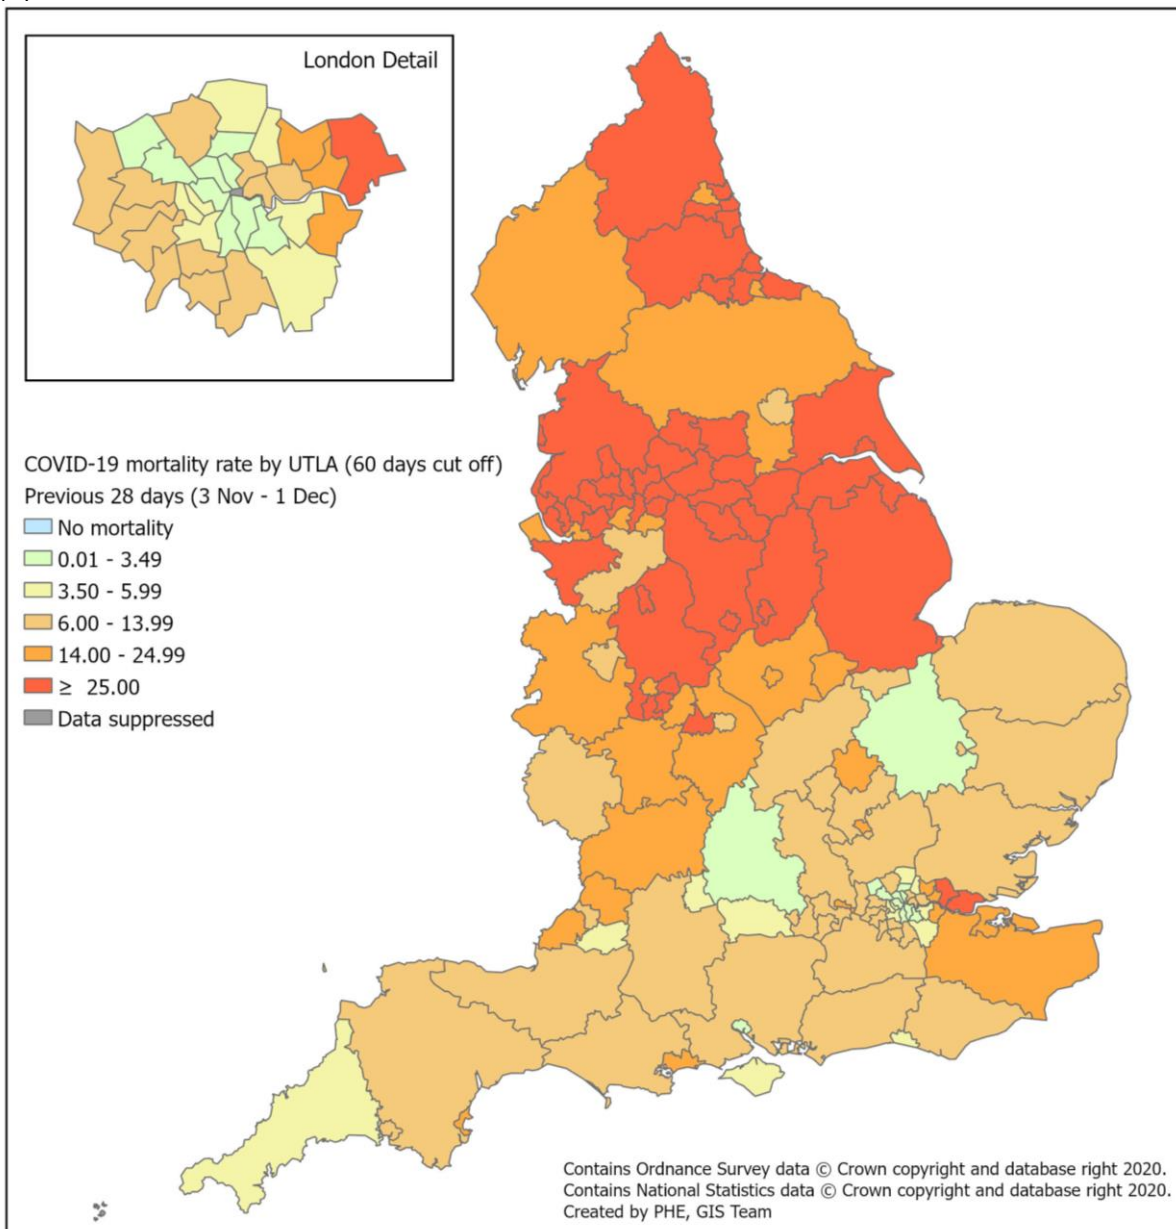 London Detail
COVID-19 mortality rate by UTLA (60 days cut off)
Previous 28 days (3 Nov - 1 Dec)
No mortality
0.01 - 3.49
3.50 - 5.99
6.00 - 13.99
14.00 - 24.99
≥ 25.00
Data suppressed
Contains Ordnance Survey data © Crown copyright and database right 2020.
Contains National Statistics data © Crown copyright and database right 2020.
Created by PHE, GIS Team